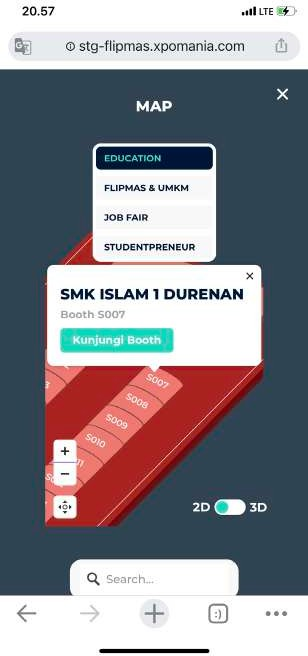 20.57
LTE
stg-flipmas.xpomania.com
MAP
EDUCATION
FLIPMAS & UMKM
JOB FAIR
STUDENTPRENEUR
SMK ISLAM 1 DURENAN
Booth S007
Kunjungi Booth
S007
S008
S009
S010
2D 3D
Search...
:)